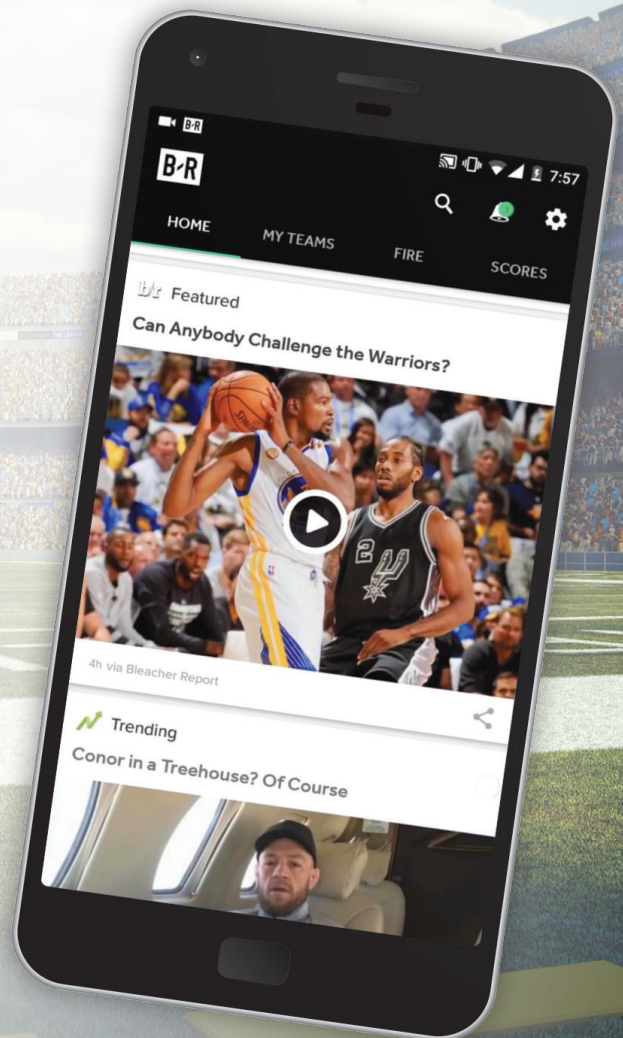 B/R
7:57
B/R
HOME
MY TEAMS
FIRE
SCORES
b/r Featured
Can Anybody Challenge the Warriors?
2
4h via Bleacher Report
Trending
Conor in a Treehouse? Of Course